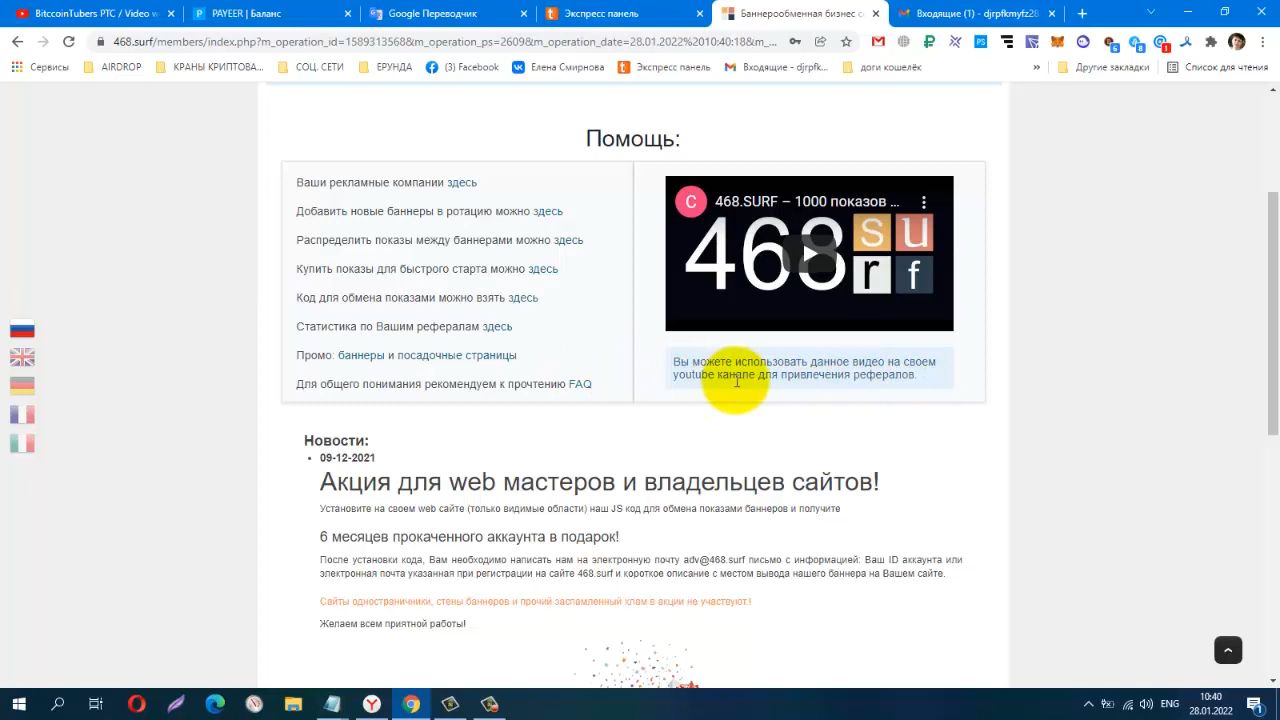 BitccoinTubers PTC / Video w
PAYEER | Баланс
Google Переводчик
Экспресс панель
Баннерообменная бизнес с
Входящие (1) - djrpfkmyfz28
468.surf/member/index.php?m_operation_id=1589313568&m_operation_ps=2609&m_operation_date=28.01.2022%2010:40:18&m_...
Сервисы
AIRDROP
КРАНЫ КРИПТОВА...
СОЦ. СЕТИ
ЕРУНДА
(3) Facebook
Елена Смирнова
Экспресс панель
Входящие - djrpfk...
доги кошелёк
»
Другие закладки
Список для чтения
Помощь:
Ваши рекламные компании здесь
Добавить новые баннеры в ротацию можно здесь
Распределить показы между баннерами можно здесь
Купить показы для быстрого старта можно здесь
Код для обмена показами можно взять здесь
Статистика по Вашим рефералам здесь
Промо: баннеры и посадочные страницы
Для общего понимания рекомендуем к прочтению FAQ
C
468.SURF – 1000 показов ...
468 su
rf
Вы можете использовать данное видео на своем
youtube канале для привлечения рефералов.
Новости:
09-12-2021
Акция для web мастеров и владельцев сайтов!
Установите на своем web сайте (только видимые области) наш JS код для обмена показами баннеров и получите
6 месяцев прокаченного аккаунта в подарок!
После установки кода, Вам необходимо написать нам на электронную почту adv@468.surf письмо с информацией: Ваш ID аккаунта или
электронная почта указанная при регистрации на сайте 468.surf и короткое описание с местом вывода нашего баннера на Вашем сайте.
Сайты одностраничники, стены баннеров и прочий заспамленный хлам в акции не участвуют.!
Желаем всем приятной работы!
ENG
10:40
28.01.2022